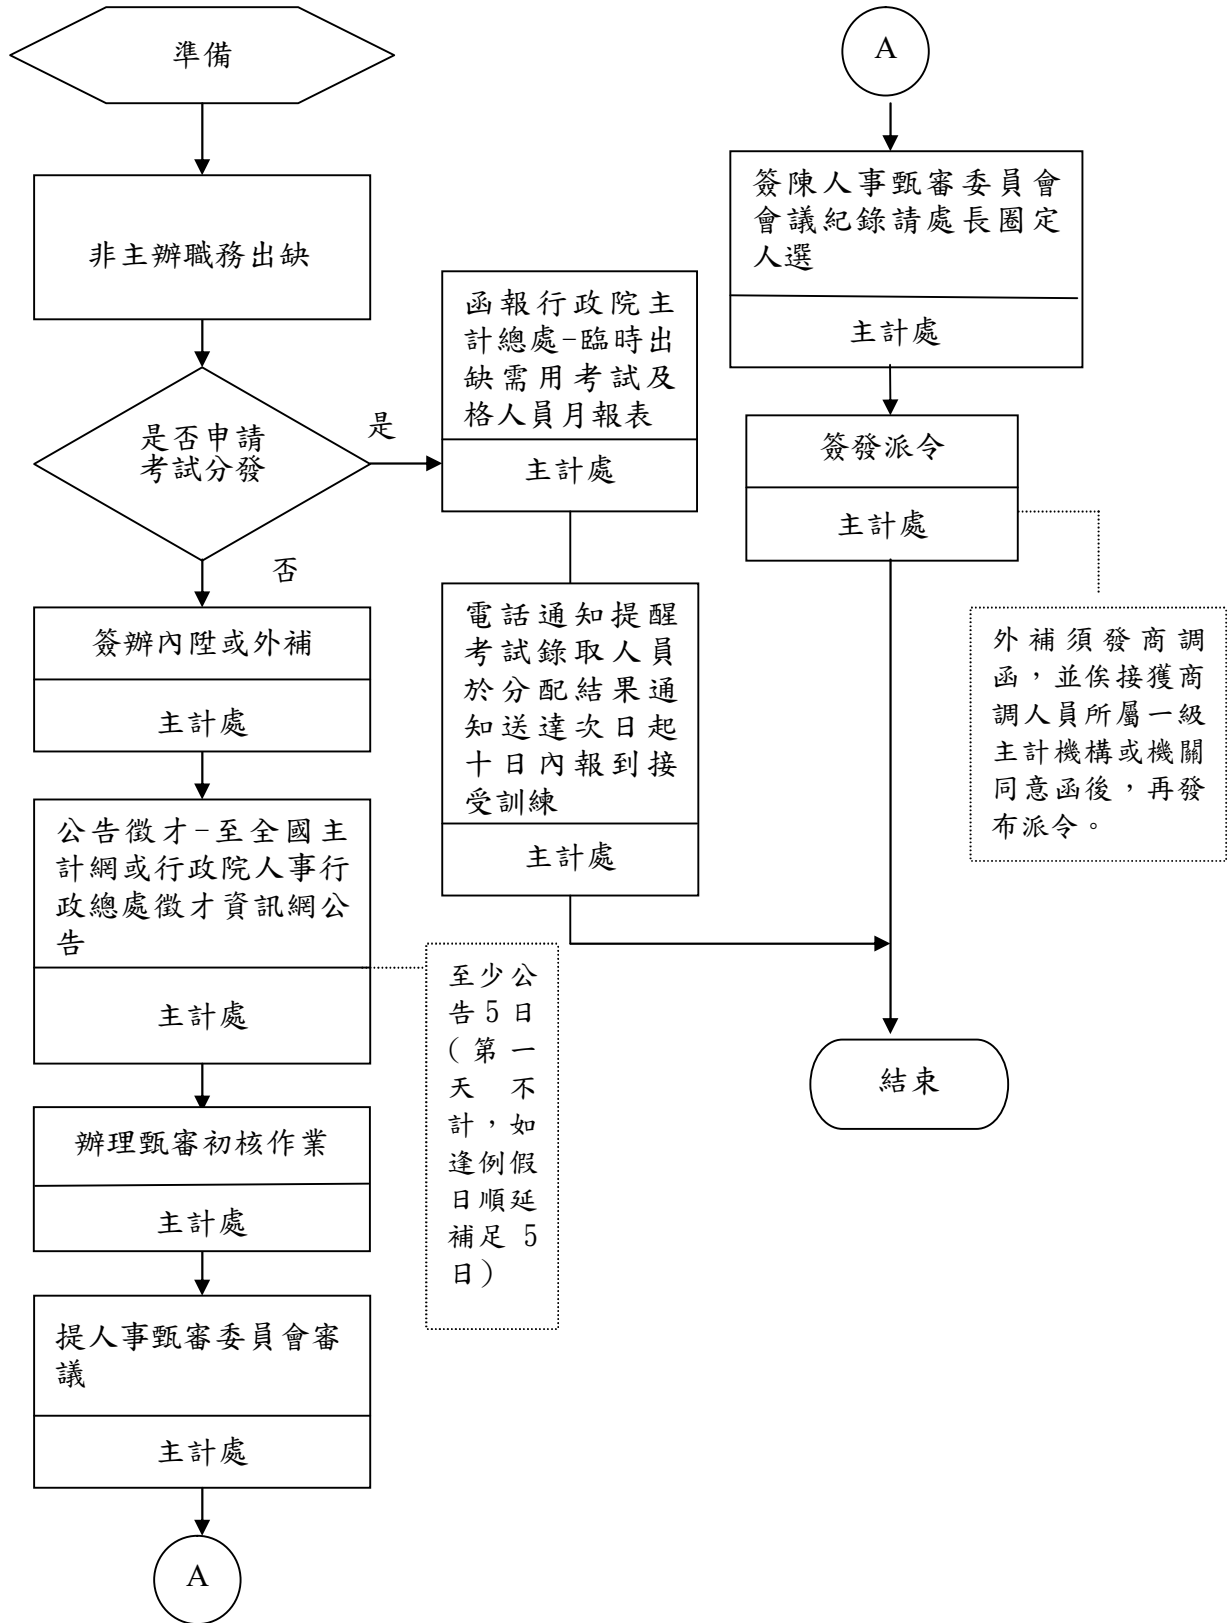 準備
非主辦職務出缺
是否申請
考試分發
是
否
簽辦內陞或外補
主計處
公告徵才-至全國主
計網或行政院人事行
政總處徵才資訊網公
告
主計處
至少公
告5日
(第一
天不
計,如
逢例假
日順延
補足5
日)
辦理甄審初核作業
主計處
提人事甄審委員會審
議
主計處
A
函報行政院主
計總處-臨時出
缺需用考試及
格人員月報表
主計處
電話通知提醒
考試錄取人員
於分配結果通
知送達次日起
十日內報到接
受訓練
主計處
A
簽陳人事甄審委員會
會議紀錄請處長圈定
人選
主計處
簽發派令
主計處
外補須發商調
函,並俟接獲商
調人員所屬一級
主計機構或機關
同意函後,再發
布派令。
結束